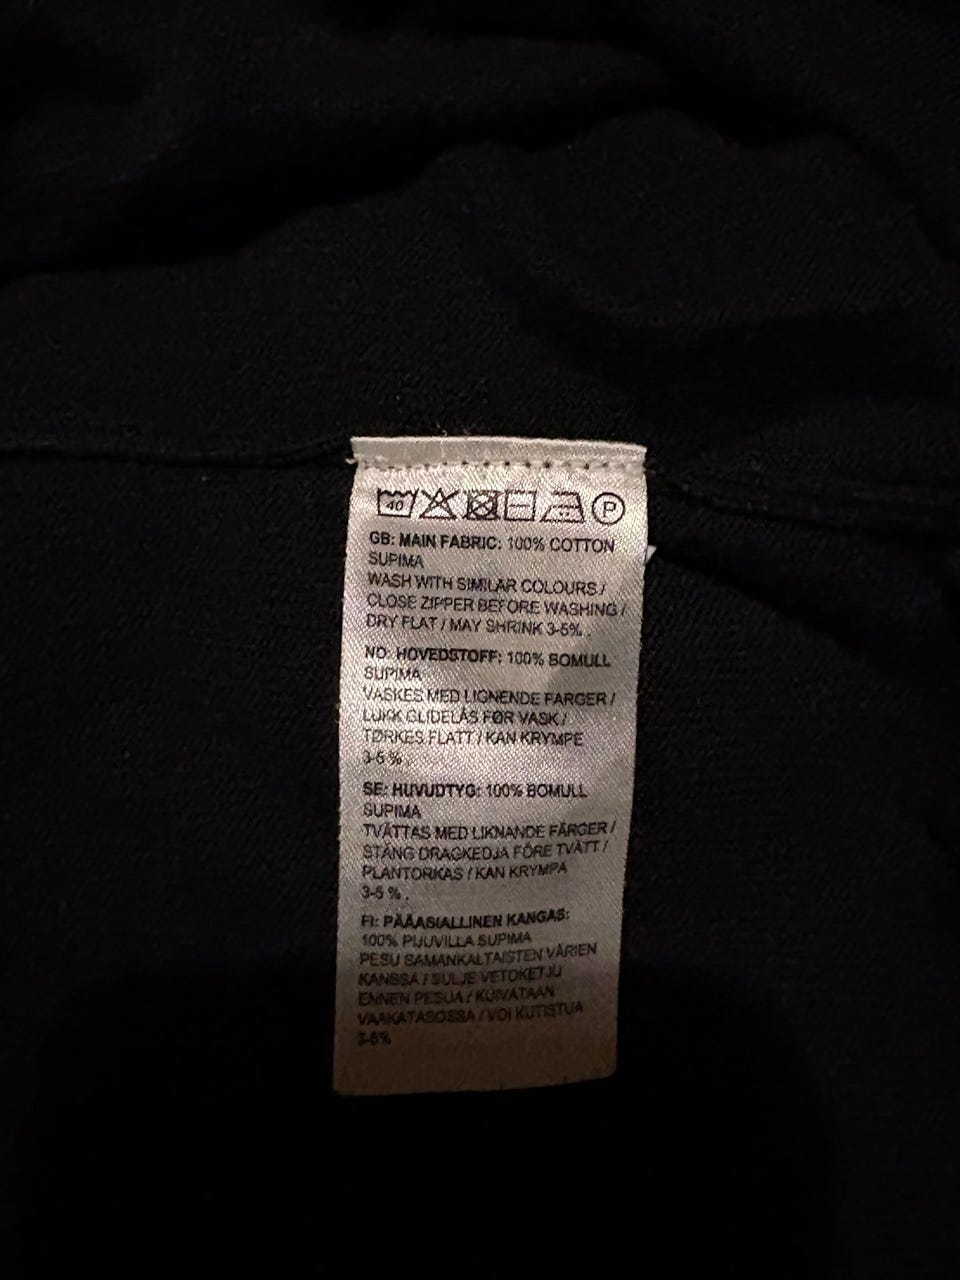 40 P
GB: MAIN FABRIC: 100% COTTON
SUPIMA
WASH WITH SIMILAR COLOURS /
CLOSE ZIPPER BEFORE WASHING /
DRY FLAT / MAY SHRINK 3-5% .
NO: HOVEDSTOFF: 100% BOMULL
SUPIMA
VASKES MED LIGNENDE FARGER /
LUKK GLIDELÅS FØR VASK /
TØRKES FLATT / KAN KRYMPE
3-5 % .
SE: HUVUDTYG: 100% BOMULL
SUPIMA
TVÄTTAS MED LIKNANDE FÄRGER /
STÄNG DRAGKEDJA FÖRE TVÄTT /
PLANTORKAS / KAN KRYMPA
3-5 % .
FI: PÄÄASIALLINEN KANGAS:
100% PUUVILLA SUPIMA
PESU SAMANKALTAISTEN VÄRIEN
KANSSA / SULJE VETOKETJU
ENNEN PESUA / KUIVATAAN
VAAKATASOSSA / VOI KUTISTUA
3-5%